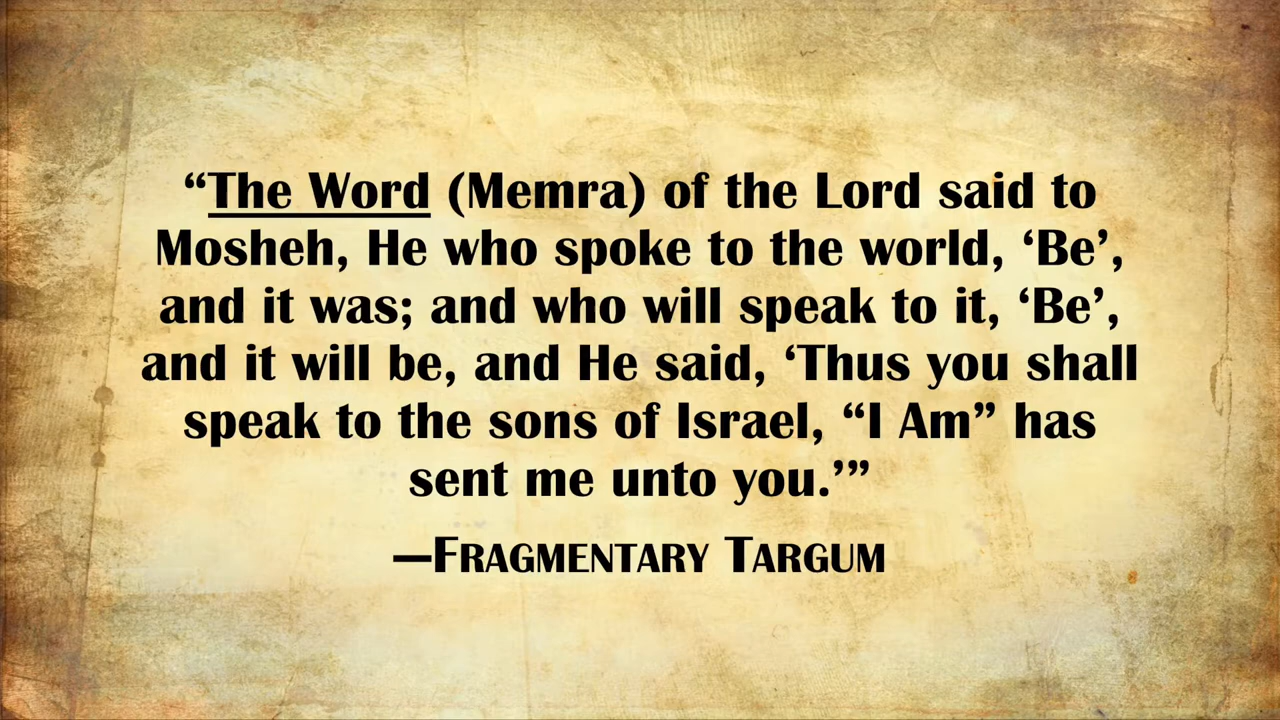 “The Word (Memra) of the Lord said to
Mosheh, He who spoke to the world, ‘Be’,
and it was; and who will speak to it, ‘Be’,
and it will be, and He said, ‘Thus you shall
speak to the sons of Israel, “I Am” has
sent me unto you.’”
—Fragmentary Targum